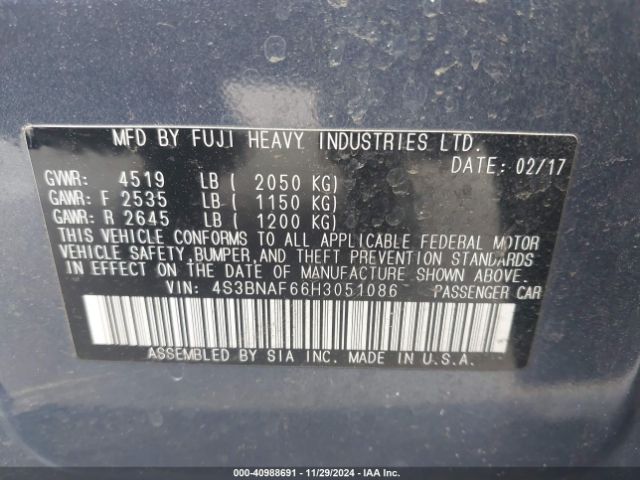 MFD BY FUJI HEAVY INDUSTRIES LTD.
DATE: 02/17
GVWR: 4519 LB ( 2050 KG)
GAWR: F 2535 LB ( 1150 KG)
GAWR: R 2645 LB ( 1200 KG)
THIS VEHICLE CONFORMS TO ALL APPLICABLE FEDERAL MOTOR
VEHICLE SAFETY, BUMPER, AND THEFT PREVENTION STANDARDS
IN EFFECT ON THE DATE OF MANUFACTURE SHOWN ABOVE.
VIN: 4S3BNAF66H3051086 PASSENGER CAR
ASSEMBLED BY SIA INC. MADE IN U.S.A.
000-40988691 - 11/29/2024 - IAA